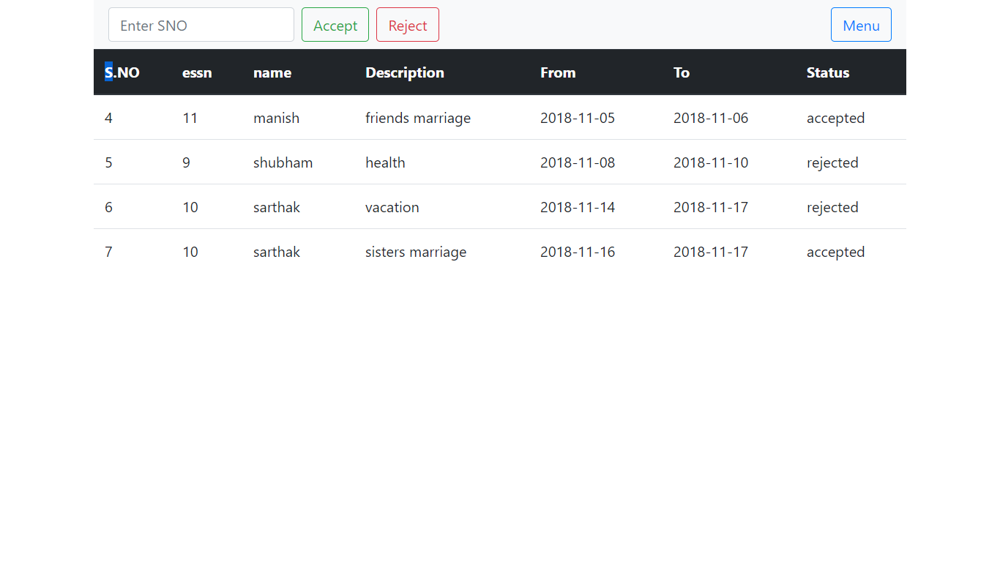 Enter SNO Accept Reject Menu
S.NO essn name Description From To Status
4 11 manish friends marriage 2018-11-05 2018-11-06 accepted
5 9 shubham health 2018-11-08 2018-11-10 rejected
6 10 sarthak vacation 2018-11-14 2018-11-17 rejected
7 10 sarthak sisters marriage 2018-11-16 2018-11-17 accepted